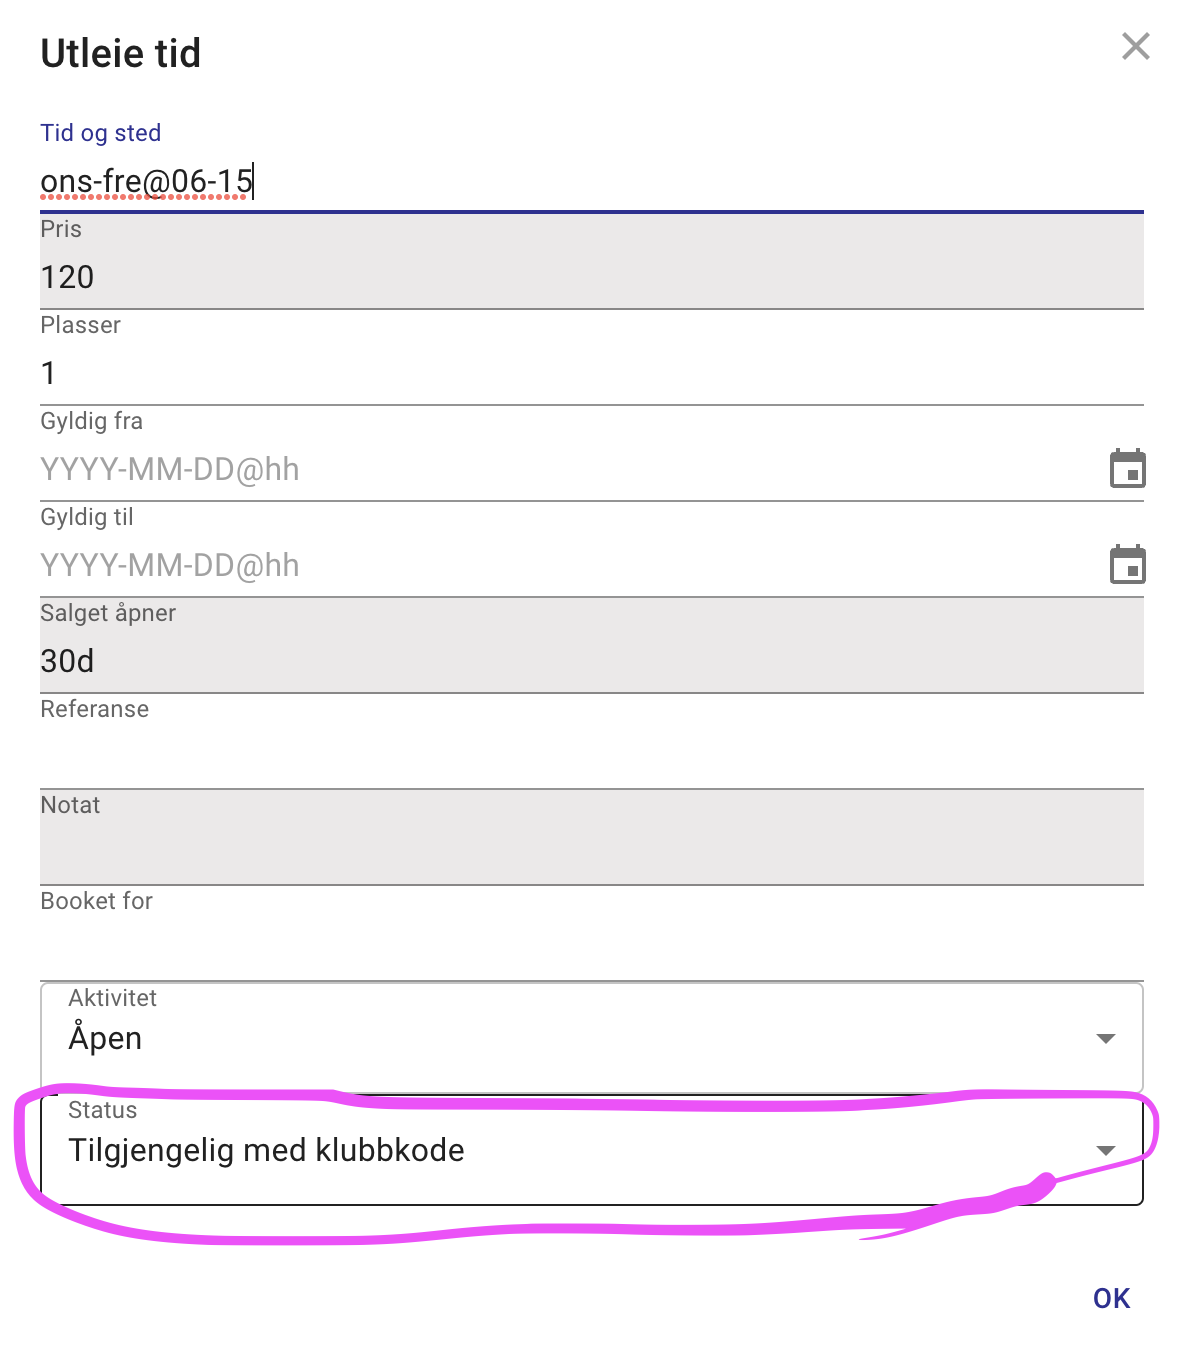 Utleie tid
Tid og sted
ons-fre@06-15
Pris
120
Plasser
1
Gyldig fra
YYYY-MM-DD@hh
Gyldig til
YYYY-MM-DD@hh
Salget åpner
30d
Referanse
Notat
Booket for
Aktivitet
Åpen
Status
Tilgjengelig med klubbkode
OK